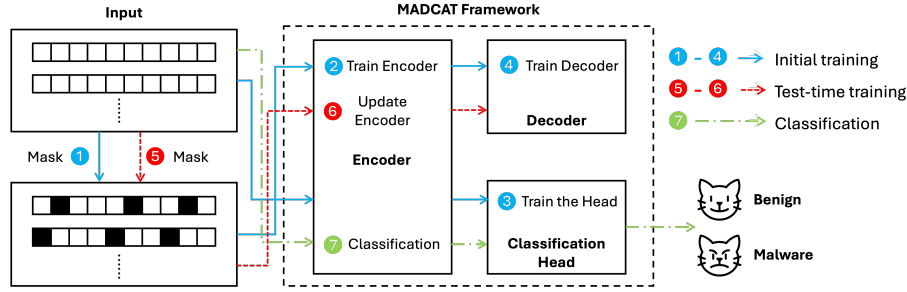 Input
MADCAT Framework
2 Train Encoder
4 Train Decoder
6 Update
Encoder
Decoder
Encoder
Mask 1
5 Mask
3 Train the Head
7 Classification
Classification
Head
1 - 4 Initial training
5 - 6 Test-time training
7 Classification
Benign
Malware